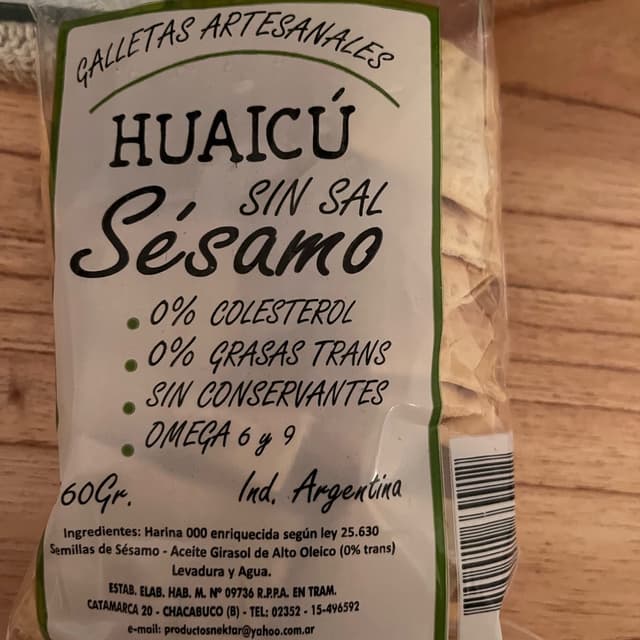 GALLETAS ARTESANALES
HUAICÚ
SIN SAL
Sésamo
• 0% COLESTEROL
• 0% GRASAS TRANS
• SIN CONSERVANTES
• OMEGA 6 y 9
60Gr.
Ind. Argentina
Ingredientes: Harina 000 enriquecida según ley 25.630
Semillas de Sésamo - Aceite Girasol de Alto Oleico (0% trans)
Levadura y Agua.
ESTAB. ELAB. HAB. M. Nº 09736 R.P.P.A. EN TRAM.
CATAMARCA 20 - CHACABUCO (B) - TEL: 02352 - 15-496592
e-mail: productosnektar@yahoo.com.ar